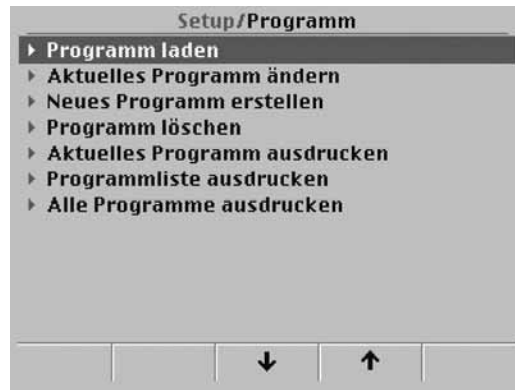 Setup/Programm
Programm laden
Aktuelles Programm ändern
Neues Programm erstellen
Programm löschen
Aktuelles Programm ausdrucken
Programmliste ausdrucken
Alle Programme ausdrucken